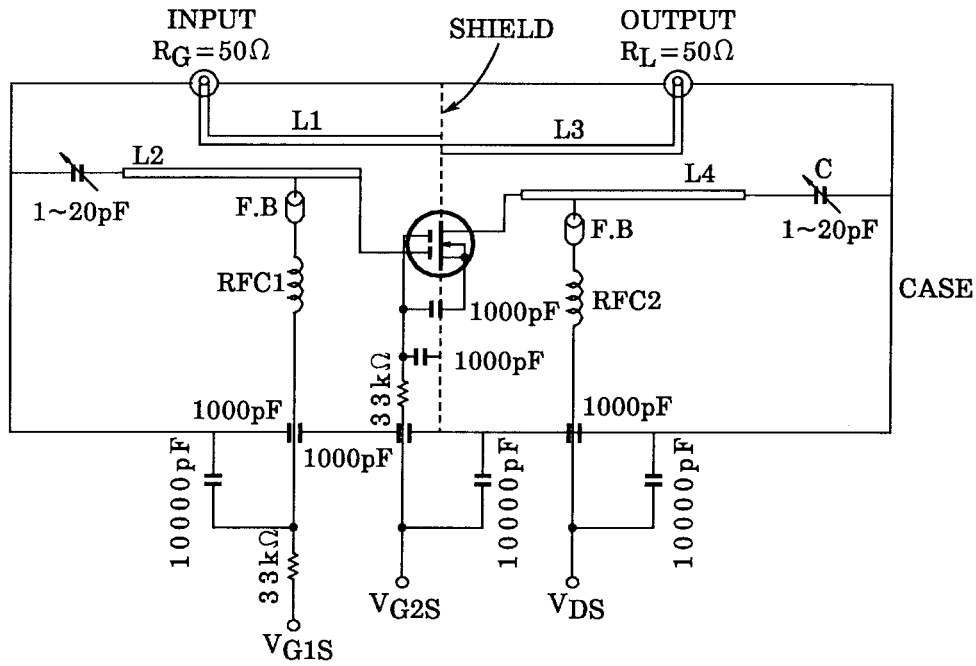 INPUT
R_G=50Ω
SHIELD
OUTPUT
R_L=50Ω
L1
L3
L2
L4
C
1~20pF
F.B
F.B
1~20pF
RFC1
RFC2
CASE
1000pF
1000pF
33kΩ
1000pF
1000pF
1000pF
10000pF
10000pF
10000pF
33kΩ
V_G2S
V_DS
V_G1S